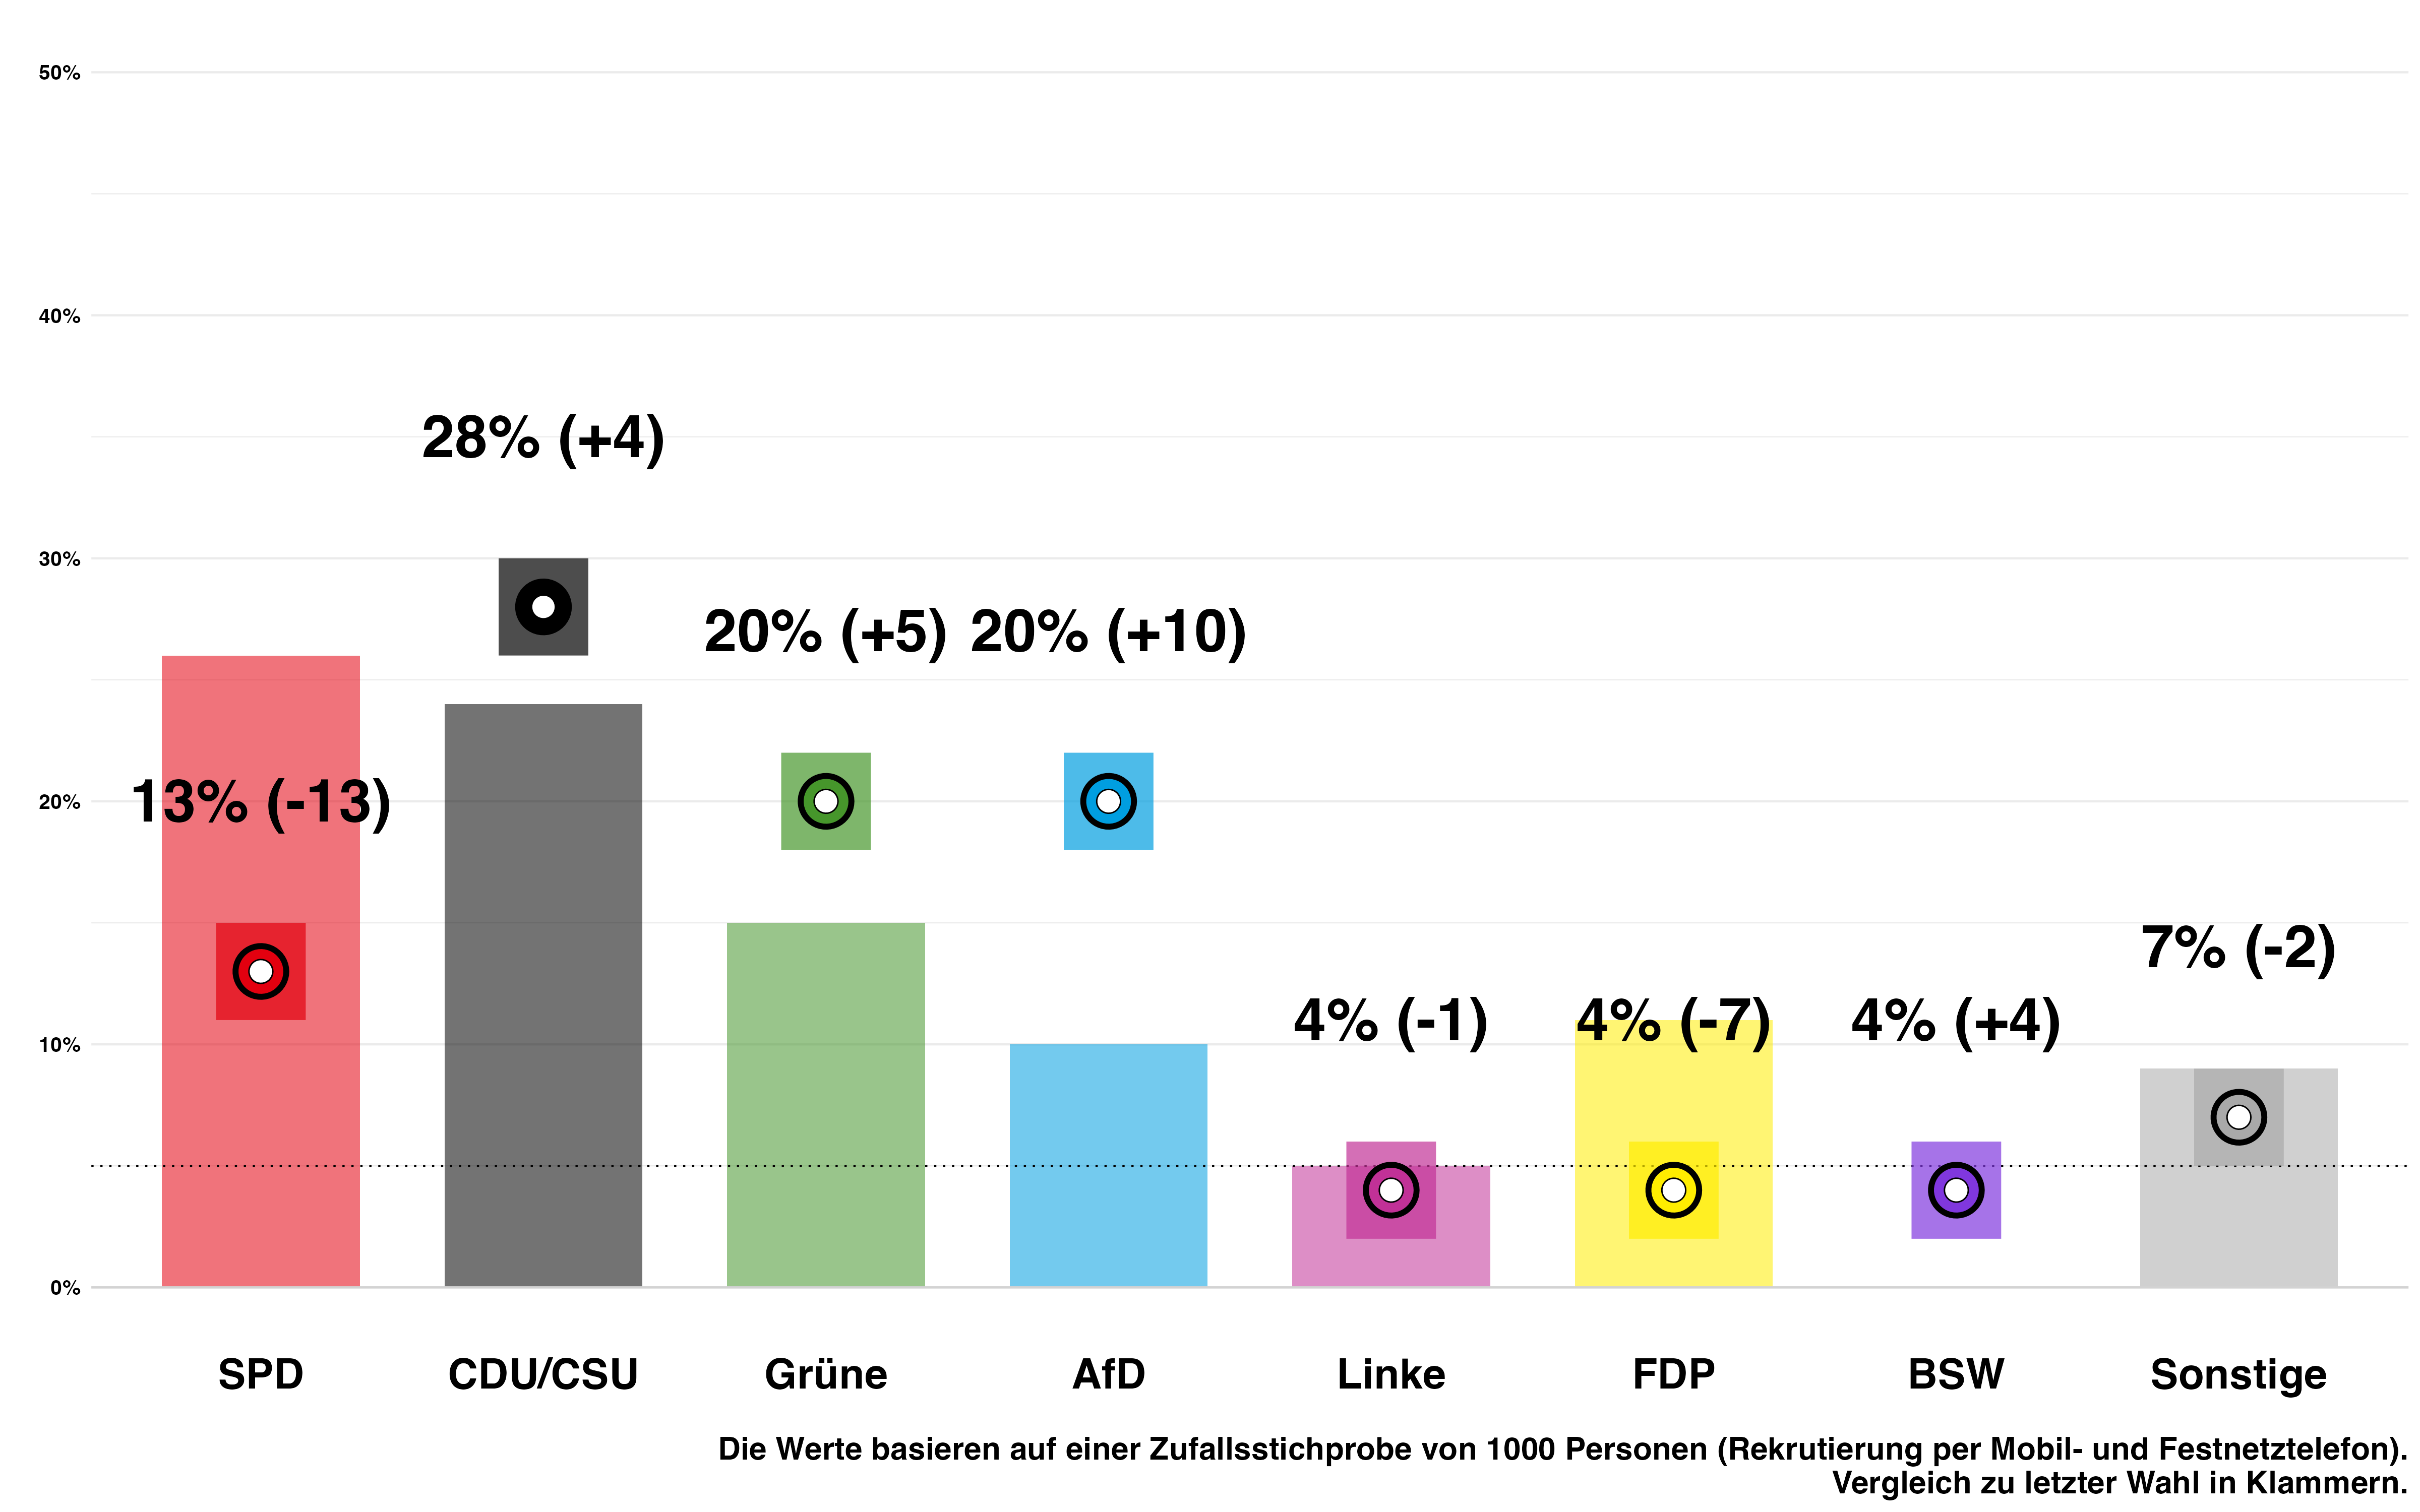 50%
40%
30%
20%
10%
0%
28% (+4)
20% (+5) 20% (+10)
13% (-13)
7% (-2)
4% (-1) 4% (-7) 4% (+4)
SPD CDU/CSU Grüne AfD Linke FDP BSW Sonstige
Die Werte basieren auf einer Zufallsstichprobe von 1000 Personen (Rekrutierung per Mobil- und Festnetztelefon).
Vergleich zu letzter Wahl in Klammern.